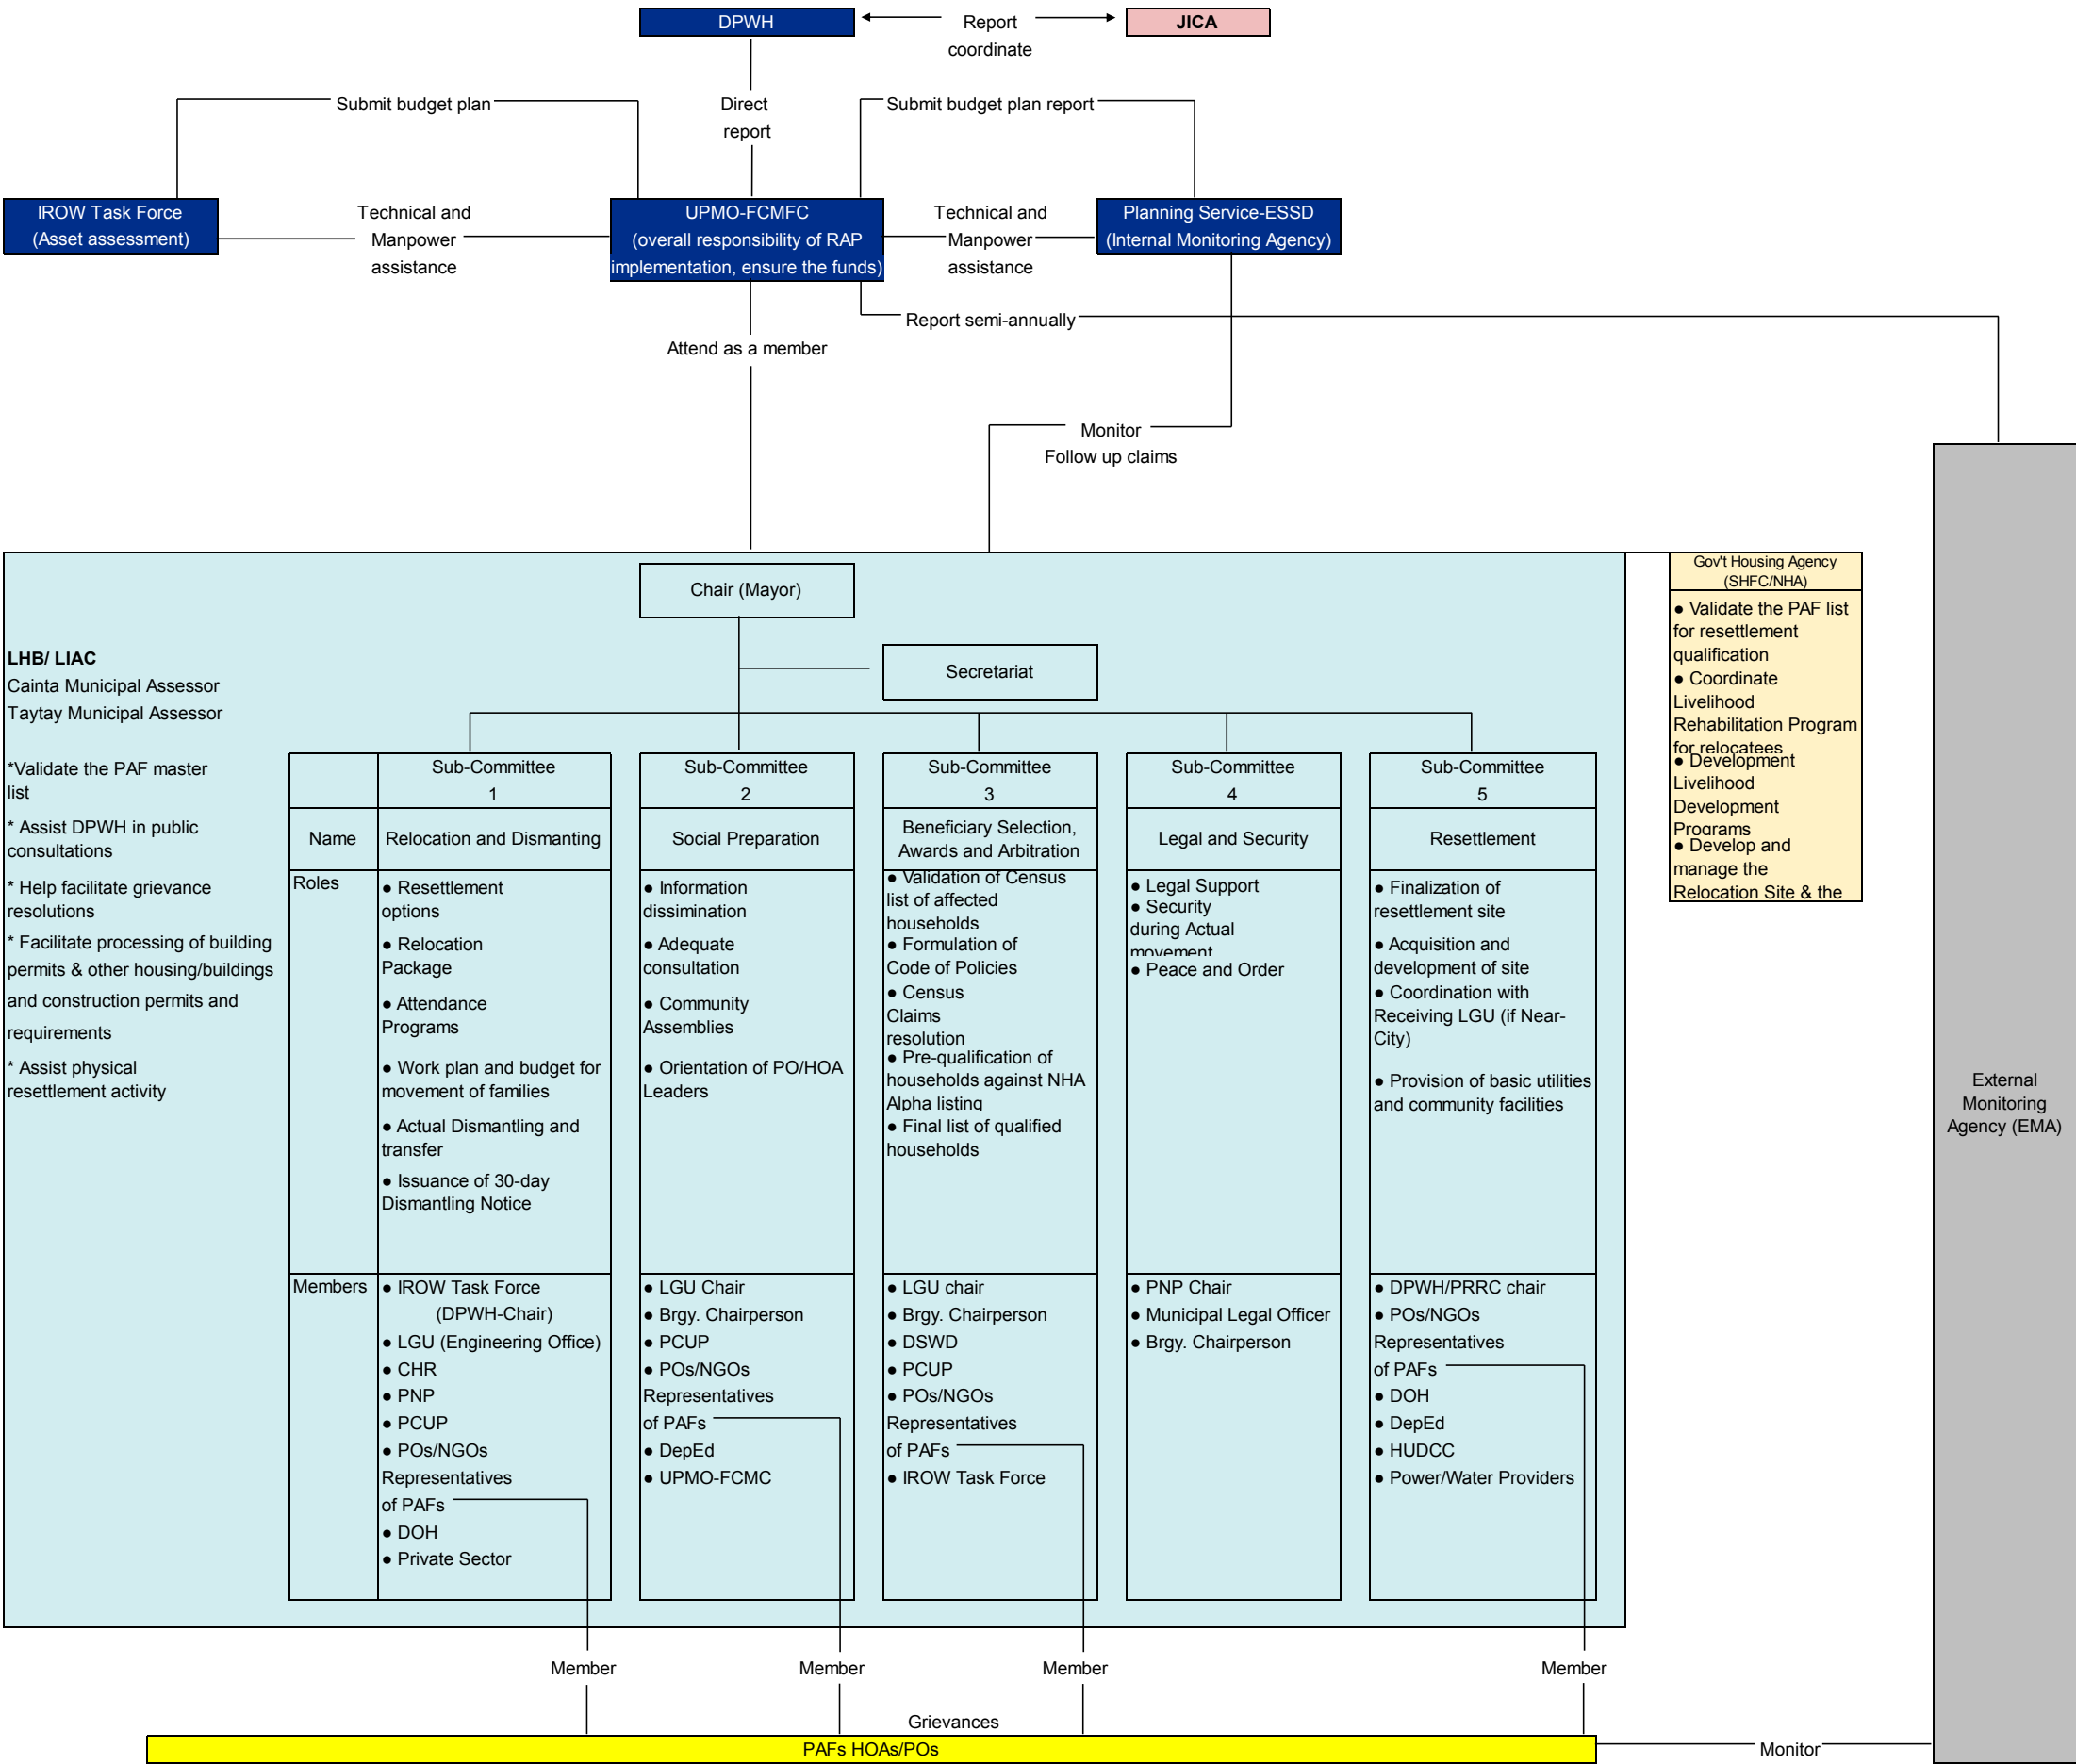 DPWH
Report
coordinate
JICA
Submit budget plan
Direct
report
Submit budget plan report
IROW Task Force
(Asset assessment)
Technical and
Manpower
assistance
UPMO-FCMFC
(overall responsibility of RAP
implementation, ensure the funds)
Technical and
Manpower
assistance
Planning Service-ESSD
(Internal Monitoring Agency)
Report semi-annually
Attend as a member
Monitor
Follow up claims
Chair (Mayor)
Secretariat
LHB/ LIAC
Cainta Municipal Assessor
Taytay Municipal Assessor
*Validate the PAF master
list
* Assist DPWH in public
consultations
* Help facilitate grievance
resolutions
* Facilitate processing of building
permits & other housing/buildings
and construction permits and
requirements
* Assist physical
resettlement activity
Name
Roles
Members
Sub-Committee
1
Relocation and Dismanting
● Resettlement
options
● Relocation
Package
● Attendance
Programs
● Work plan and budget for
movement of families
● Actual Dismantling and
transfer
● Issuance of 30-day
Dismantling Notice
● IROW Task Force
(DPWH-Chair)
● LGU (Engineering Office)
● CHR
● PNP
● PCUP
● POs/NGOs
Representatives
of PAFs
● DOH
● Private Sector
Sub-Committee
2
Social Preparation
● Information
dissimination
● Adequate
consultation
● Community
Assemblies
● Orientation of PO/HOA
Leaders
● LGU Chair
● Brgy. Chairperson
● PCUP
● POs/NGOs
Representatives
of PAFs
● DepEd
● UPMO-FCMC
Sub-Committee
3
Beneficiary Selection,
Awards and Arbitration
● Validation of Census
list of affected
households
● Formulation of
Code of Policies
● Census
Claims
resolution
● Pre-qualification of
households against NHA
Alpha listing
● Final list of qualified
households
● LGU chair
● Brgy. Chairperson
● DSWD
● PCUP
● POs/NGOs
Representatives
of PAFs
● IROW Task Force
Sub-Committee
4
Legal and Security
● Legal Support
● Security
during Actual
movement
● Peace and Order
● PNP Chair
● Municipal Legal Officer
● Brgy. Chairperson
Sub-Committee
5
Resettlement
● Finalization of
resettlement site
● Acquisition and
development of site
● Coordination with
Receiving LGU (if Near-
City)
● Provision of basic utilities
and community facilities
● DPWH/PRRC chair
● POs/NGOs
Representatives
of PAFs
● DOH
● DepEd
● HUDCC
● Power/Water Providers
Gov't Housing Agency
(SHFC/NHA)
● Validate the PAF list
for resettlement
qualification
● Coordinate
Livelihood
Rehabilitation Program
for relocatees
● Development
Livelihood
Development
Programs
● Develop and
manage the
Relocation Site & the
External
Monitoring
Agency (EMA)
Member
Member
Member
Member
Grievances
PAFs HOAs/POs
Monitor